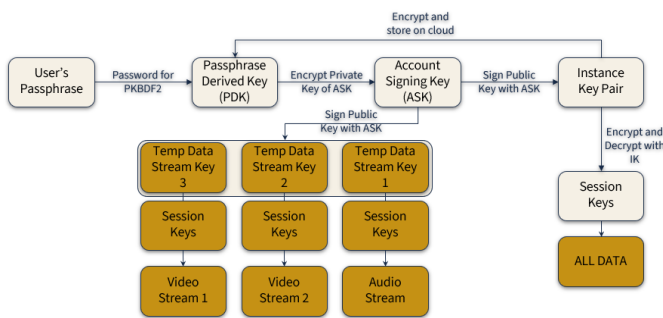 Encrypt and
store on cloud
User's
Passphrase
Password for
PKBDF2
Passphrase
Derived Key
(PDK)
Encrypt Private
Key of ASK
Account
Signing Key
(ASK)
Sign Public
Key with ASK
Instance
Key Pair
Sign Public
Key with ASK
Encrypt and
Decrypt with
IK
Temp Data
Stream Key
3
Temp Data
Stream Key
2
Temp Data
Stream Key
1
Session
Keys
Session
Keys
Session
Keys
Session
Keys
Video
Stream 1
Video
Stream 2
Audio
Stream
ALL DATA